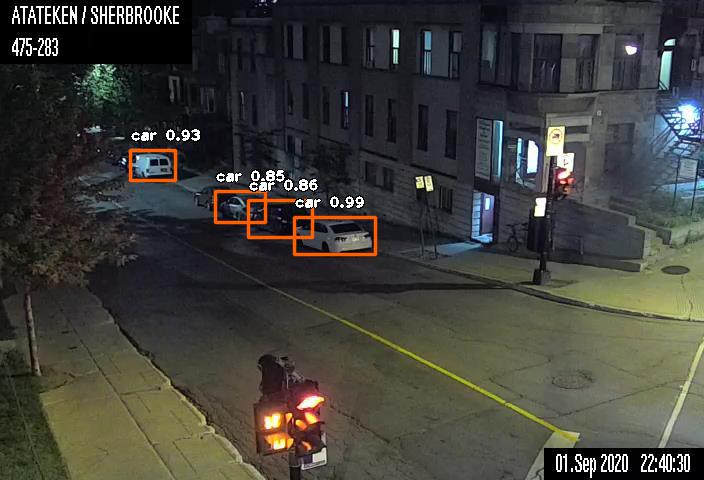 ATATEKEN / SHERBROOKE
475-283
car 0.93
car 0.85
car 0.86
car 0.99
01.Sep 2020 22:40:30